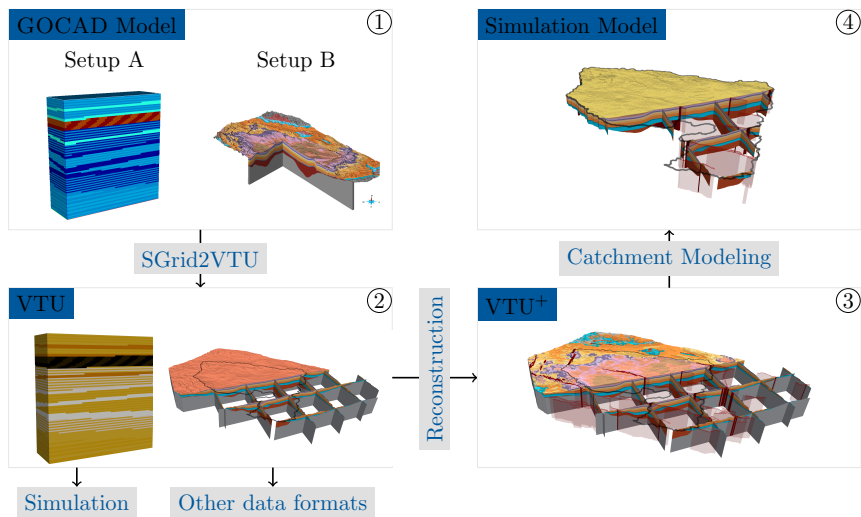 GOCAD Model
①
Setup A
Setup B
SGrid2VTU
VTU
②
Simulation
Other data formats
Reconstruction
VTU⁺
③
Catchment Modeling
Simulation Model
④